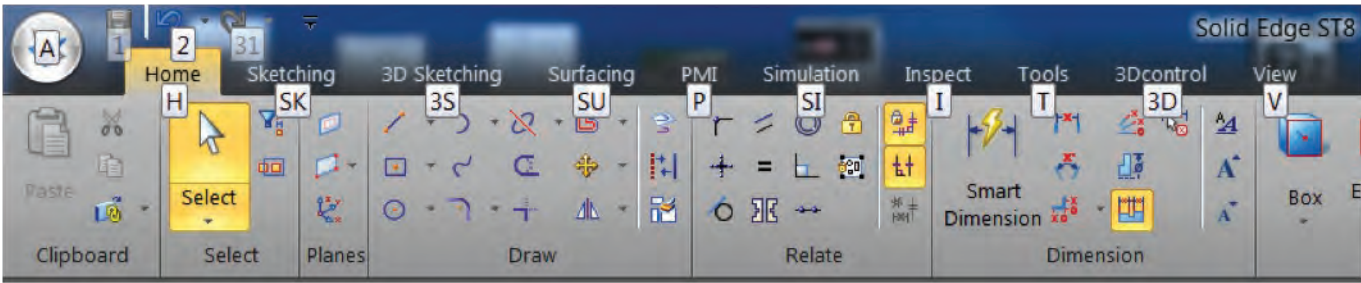 Solid Edge ST8
A 1 2 31
Home Sketching 3D Sketching Surfacing PMI Simulation Inspect Tools 3Dcontrol View
H SK 3S SU P SI I T 3D V
Paste
Select
Smart
Dimension
Box
E
Clipboard Select Planes Draw Relate Dimension